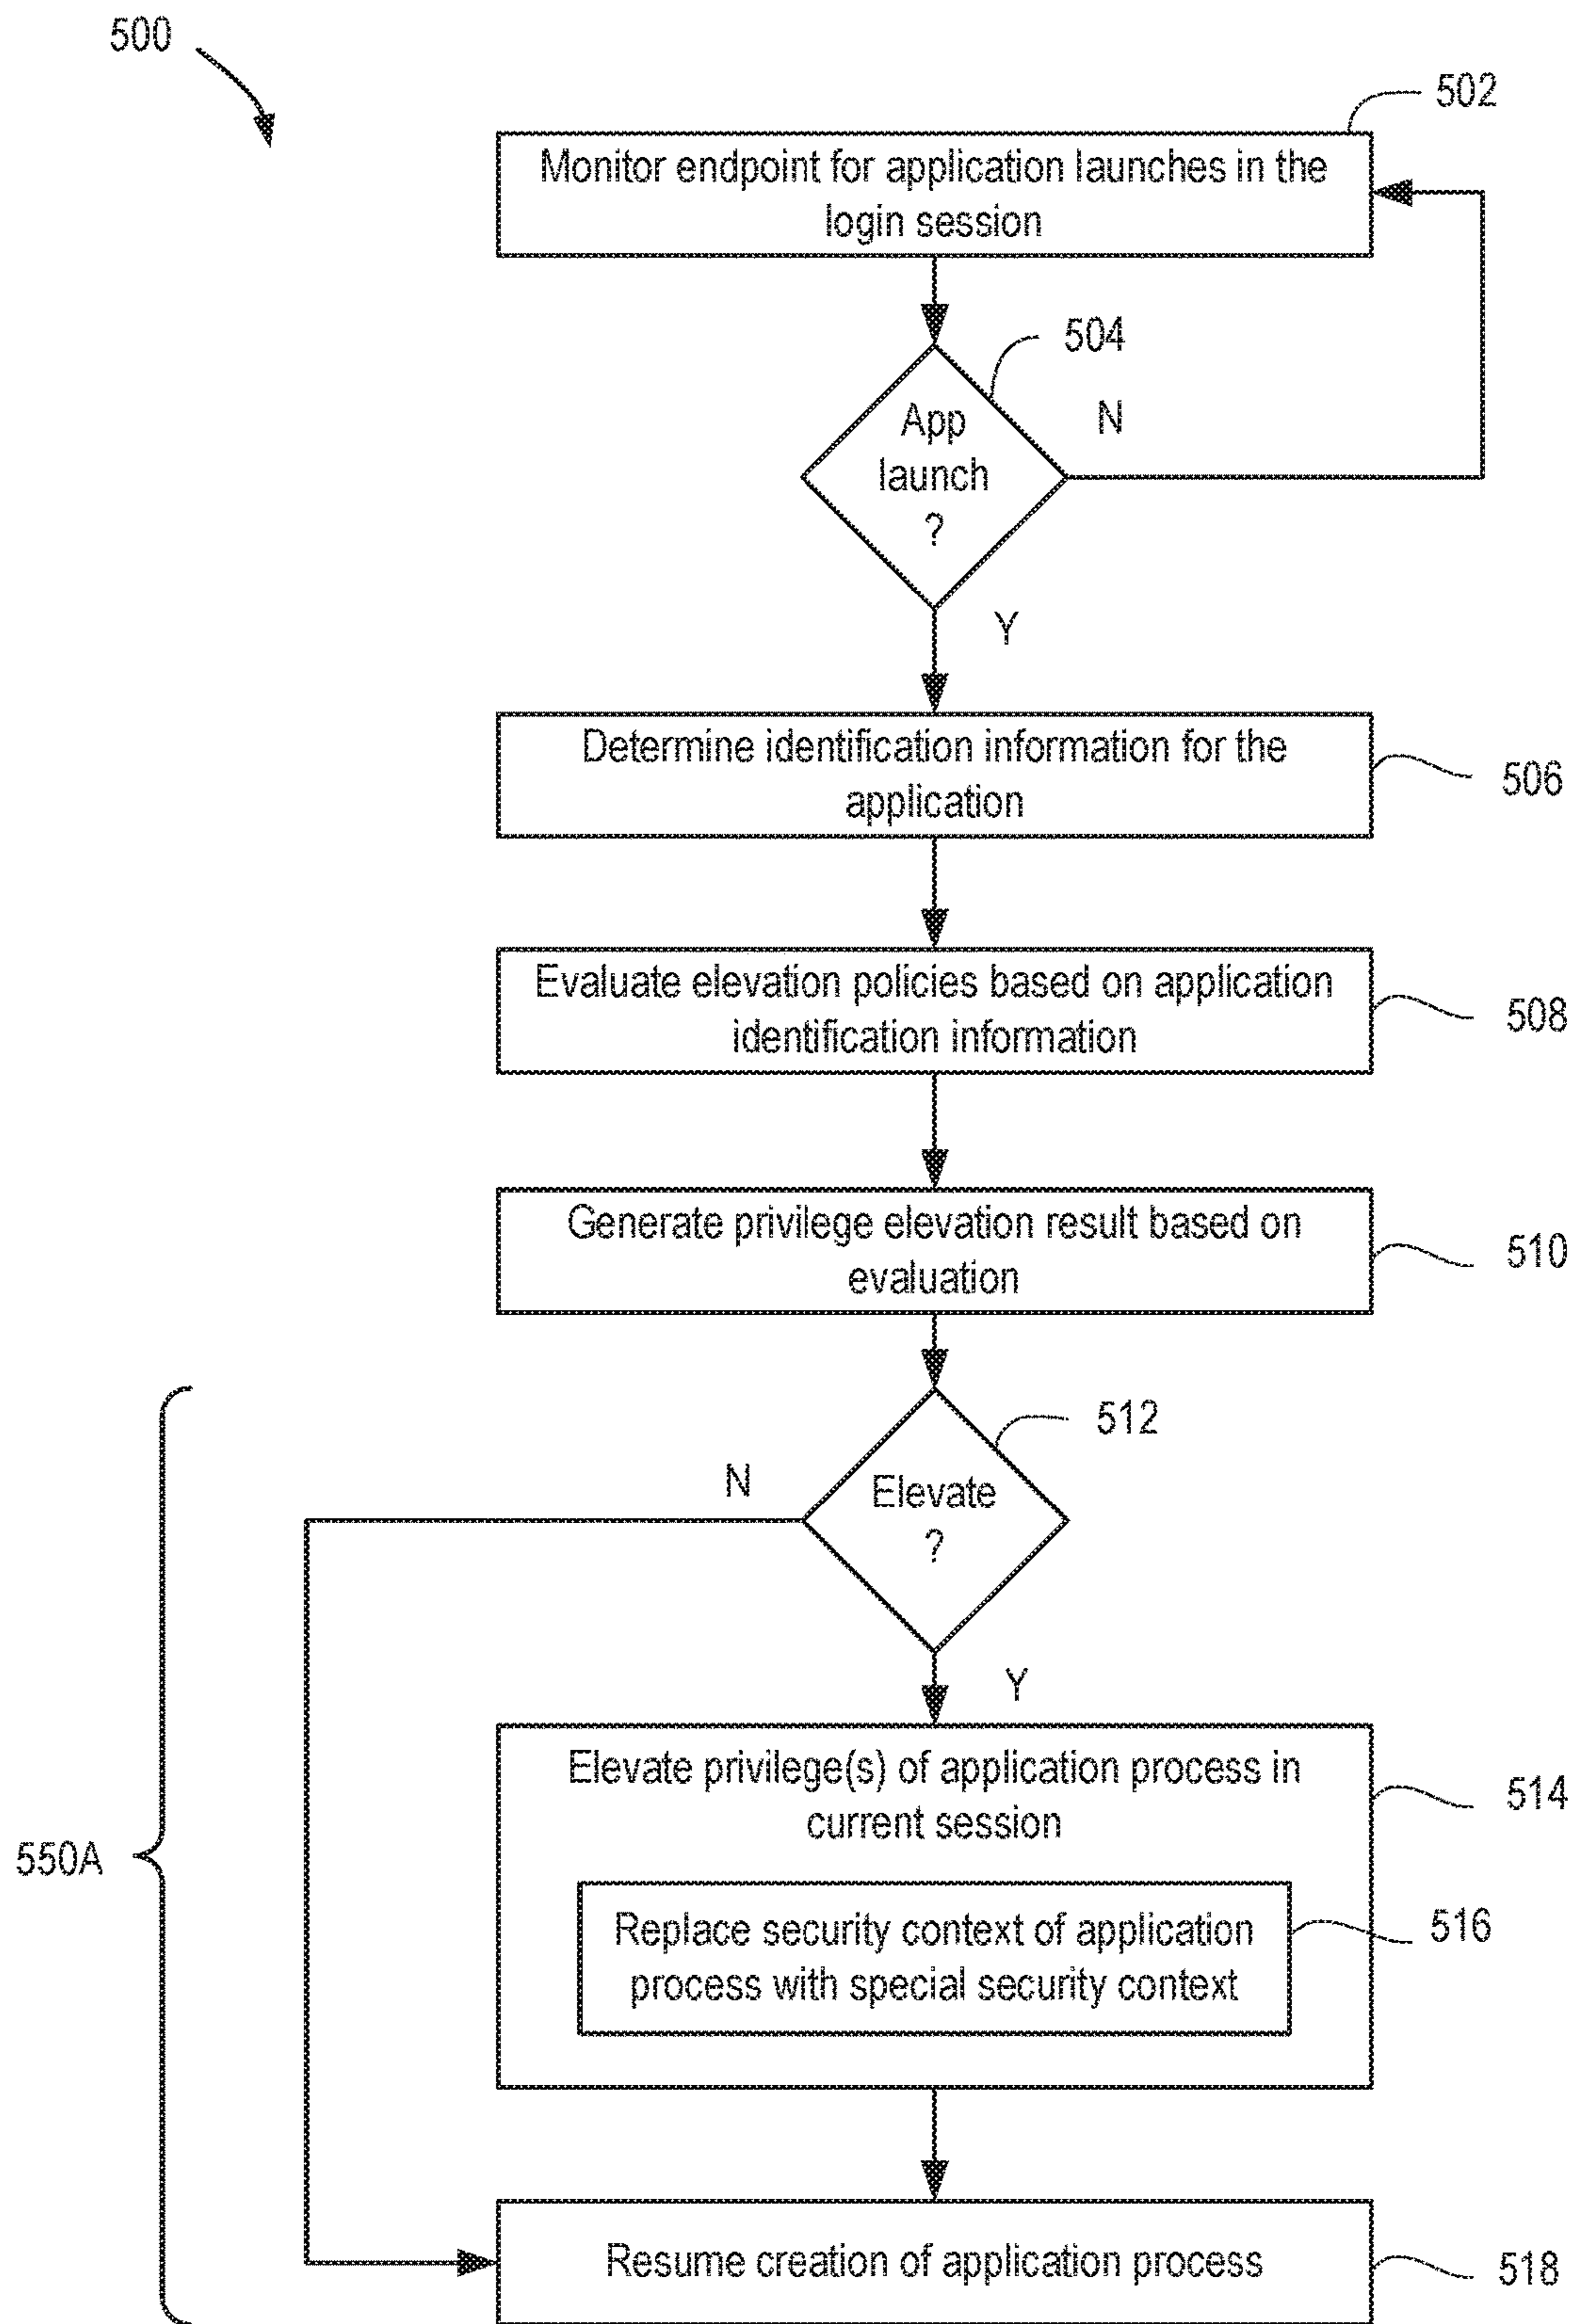 500
502
Monitor endpoint for application launches in the
login session
504
App
launch
?
N
Y
Determine identification information for the
application
506
Evaluate elevation policies based on application
identification information
508
Generate privilege elevation result based on
evaluation
510
512
Elevate
?
N
Y
Elevate privilege(s) of application process in
current session
514
550A
Replace security context of application
process with special security context
516
Resume creation of application process
518